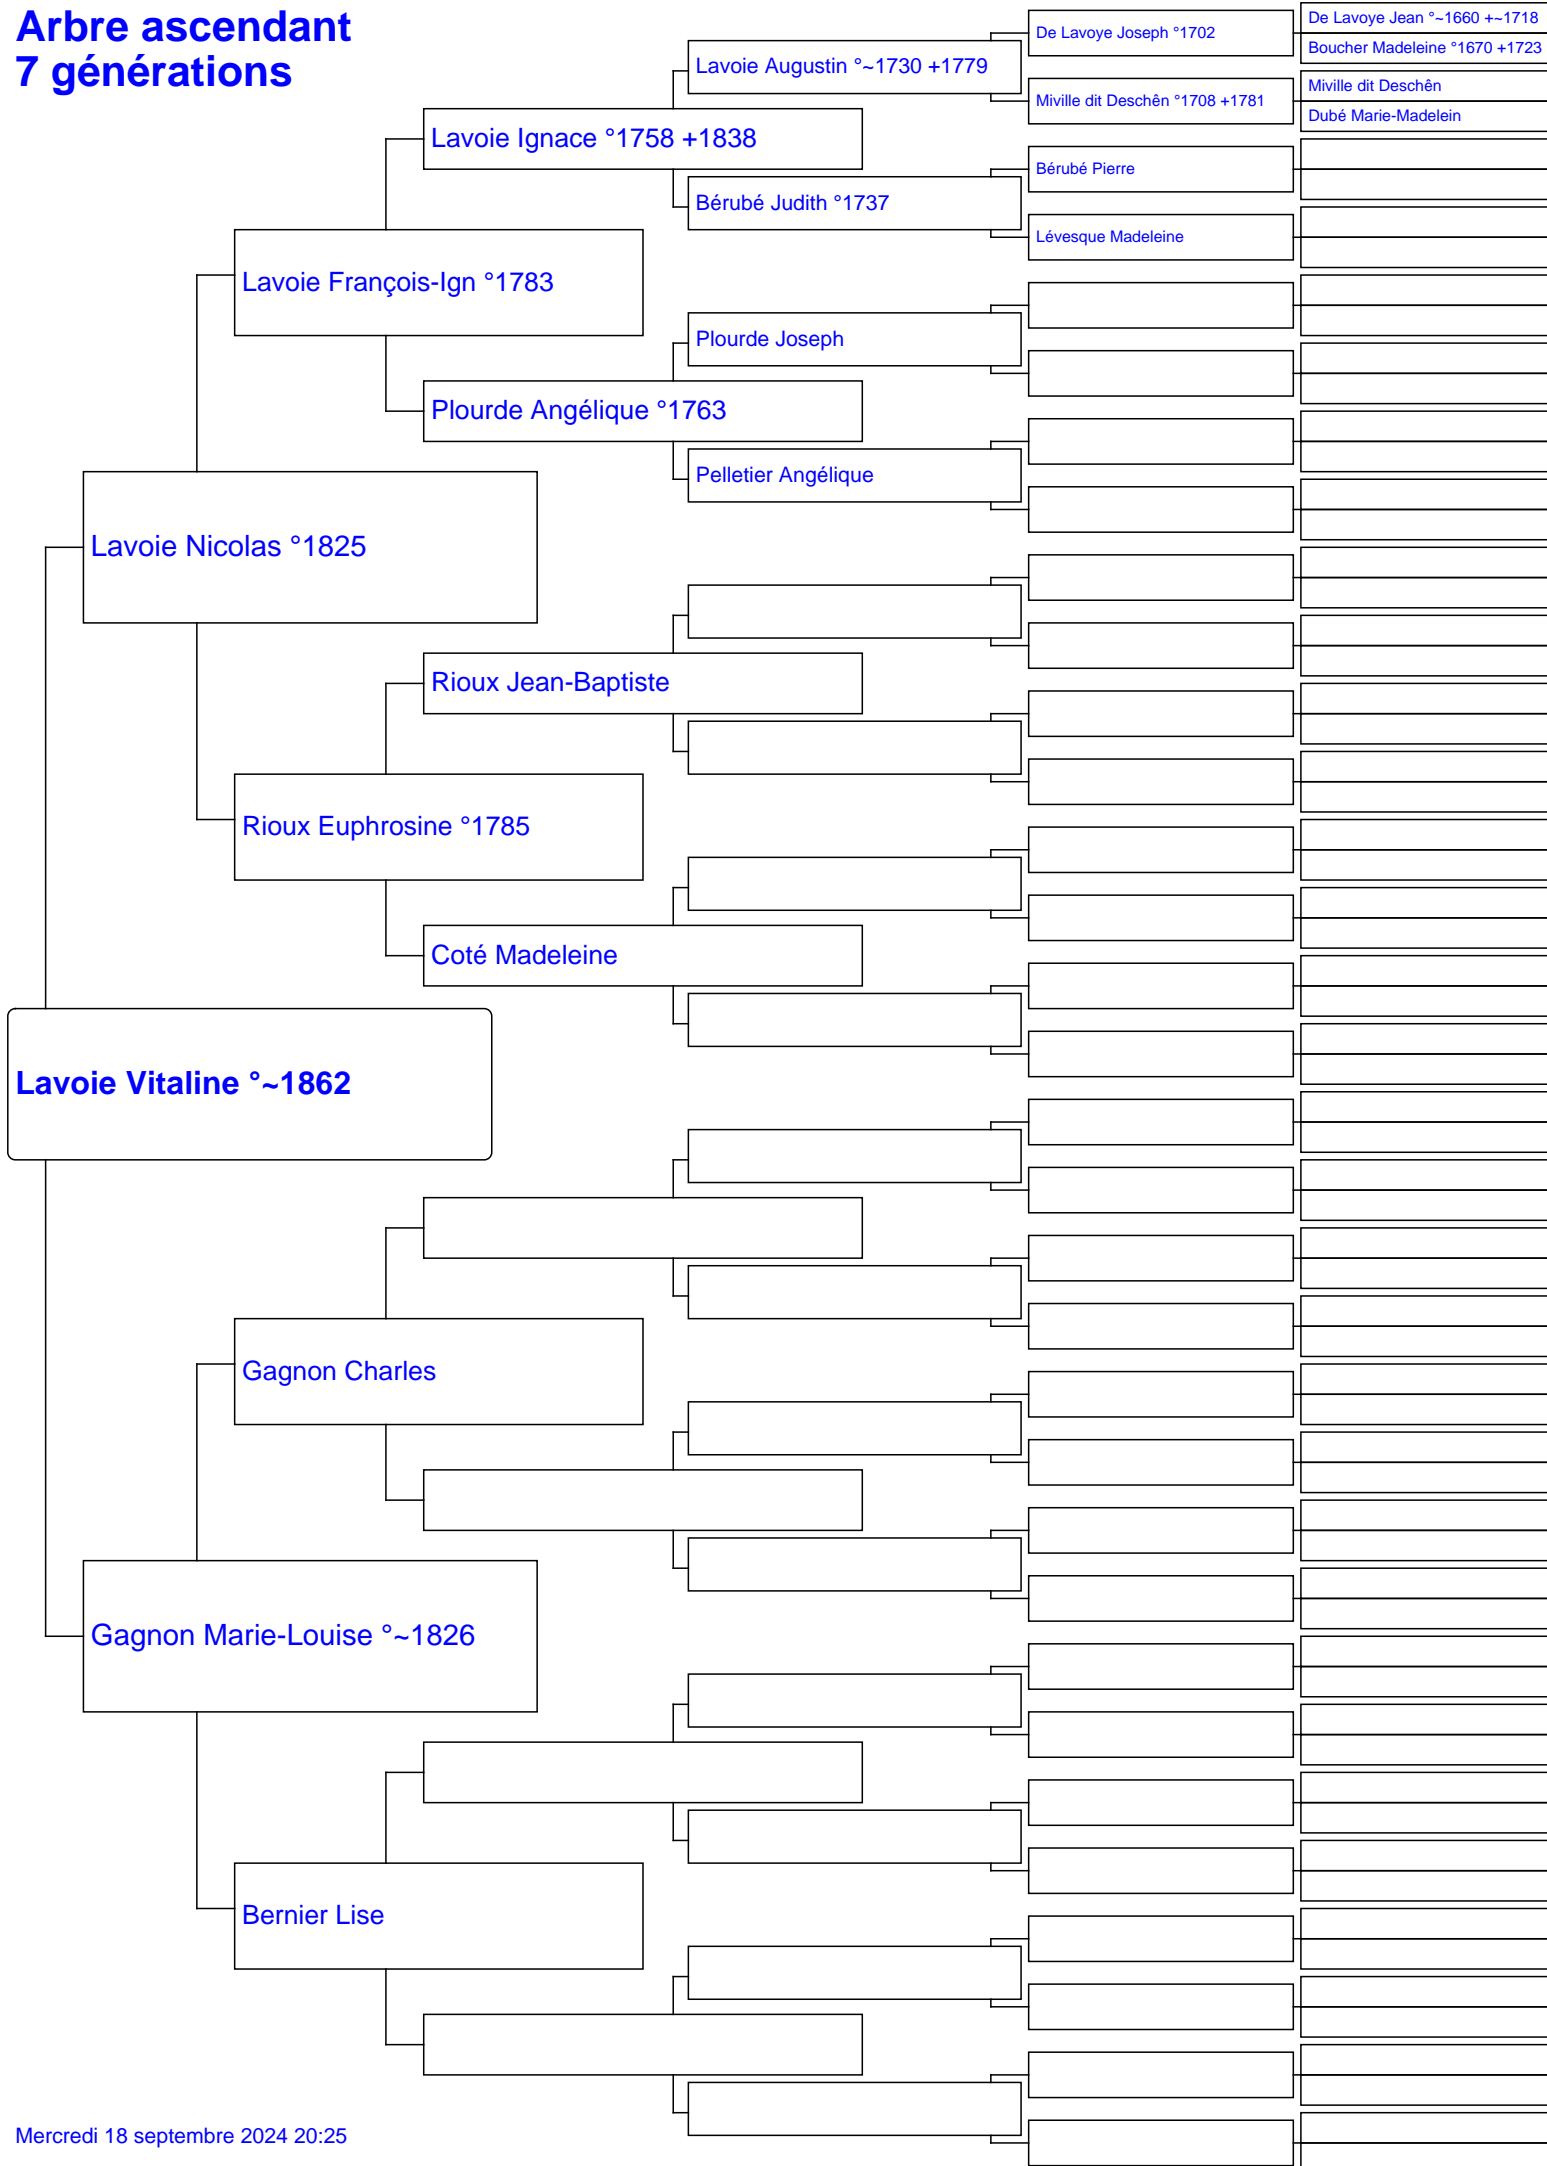 Arbre ascendant
7 générations
De Lavoye Jean °~1660 +~1718
De Lavoye Joseph °1702
Boucher Madeleine °1670 +1723
Lavoie Augustin °~1730 +1779
Miville dit Deschên
Miville dit Deschên °1708 +1781
Dubé Marie-Madelein
Lavoie Ignace °1758 +1838
Bérubé Pierre
Bérubé Judith °1737
Lévesque Madeleine
Lavoie François-Ign °1783
Plourde Joseph
Plourde Angélique °1763
Pelletier Angélique
Lavoie Nicolas °1825
Rioux Jean-Baptiste
Rioux Euphrosine °1785
Coté Madeleine
Lavoie Vitaline °~1862
Gagnon Charles
Gagnon Marie-Louise °~1826
Bernier Lise
Mercredi 18 septembre 2024 20:25